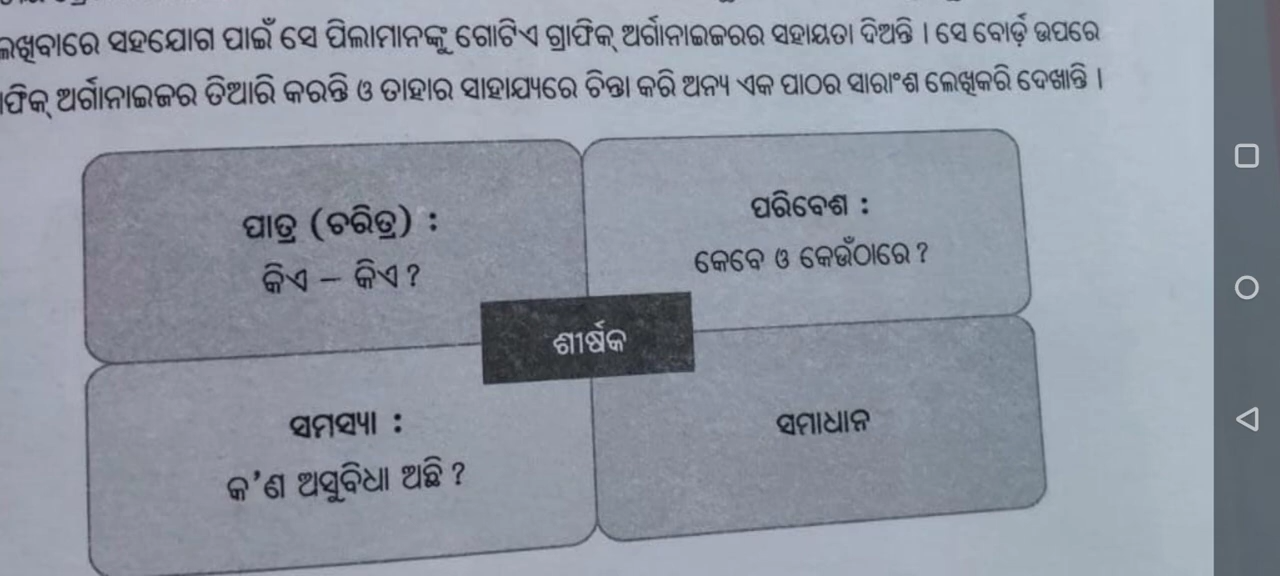 ସହଯୋଗ ପାଇଁ ସେ ପିଲାମାନଙ୍କୁ ଗୋଟିଏ ଗ୍ରାଫିକ୍ ଅର୍ଗାନାଇଜରର ସହାୟତା ଦିଅନ୍ତି । ସେ ବୋର୍ଡ଼ ଉପରେ
ଅର୍ଗାନାଇଜର ତିଆରି କରନ୍ତି ଓ ତାହାର ସାହାଯ୍ୟରେ ଚିନ୍ତା କରି ଅନ୍ୟ ଏକ ପାଠର ସାରାଂଶ ଲେଖିକରି ଦେଖାନ୍ତି ।
ପାତ୍ର (ଚରିତ୍ର) :
କିଏ – କିଏ ?
ପରିବେଶ :
କେବେ ଓ କେଉଁଠାରେ ?
ଶୀର୍ଷକ
ସମସ୍ୟା :
କ'ଣ ଅସୁବିଧା ଅଛି ?
ସମାଧାନ